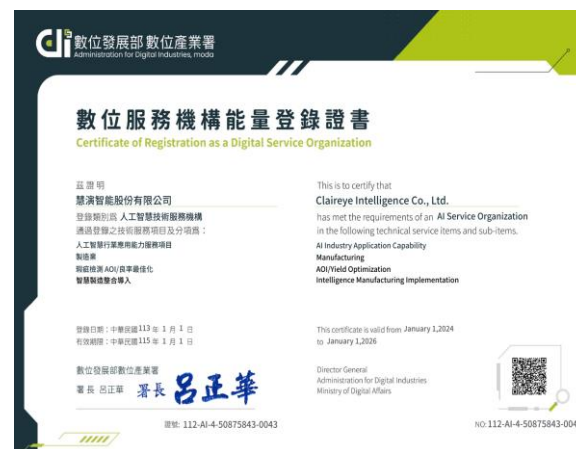 數位發展部 數位產業署
Administration for Digital Industries, moda
數位服務機構能量登錄證書
Certificate of Registration as a Digital Service Organization
茲證明
慧演智能股份有限公司
登錄類別為 人工智慧技術服務機構
通過登錄之技術服務項目及分項為：
人工智慧行業應用能力服務項目
製造業
瑕疵檢測 AOI/良率最佳化
智慧製造整合導入
登錄日期：中華民國113 年 1 月 1 日
有效期限：中華民國115 年 1 月 1 日
數位發展部數位產業署
署長 呂正華 署長 呂正華
證號: 112-AI-4-50875843-0043
This is to certify that
Claireye Intelligence Co., Ltd.
has met the requirements of an AI Service Organization
in the following technical service items and sub-items.
AI Industry Application Capability
Manufacturing
AOI/Yield Optimization
Intelligence Manufacturing Implementation
This certificate is valid from January 1,2024
to January 1,2026
Director General
Administration for Digital Industries
Ministry of Digital Affairs
NO: 112-AI-4-50875843-004